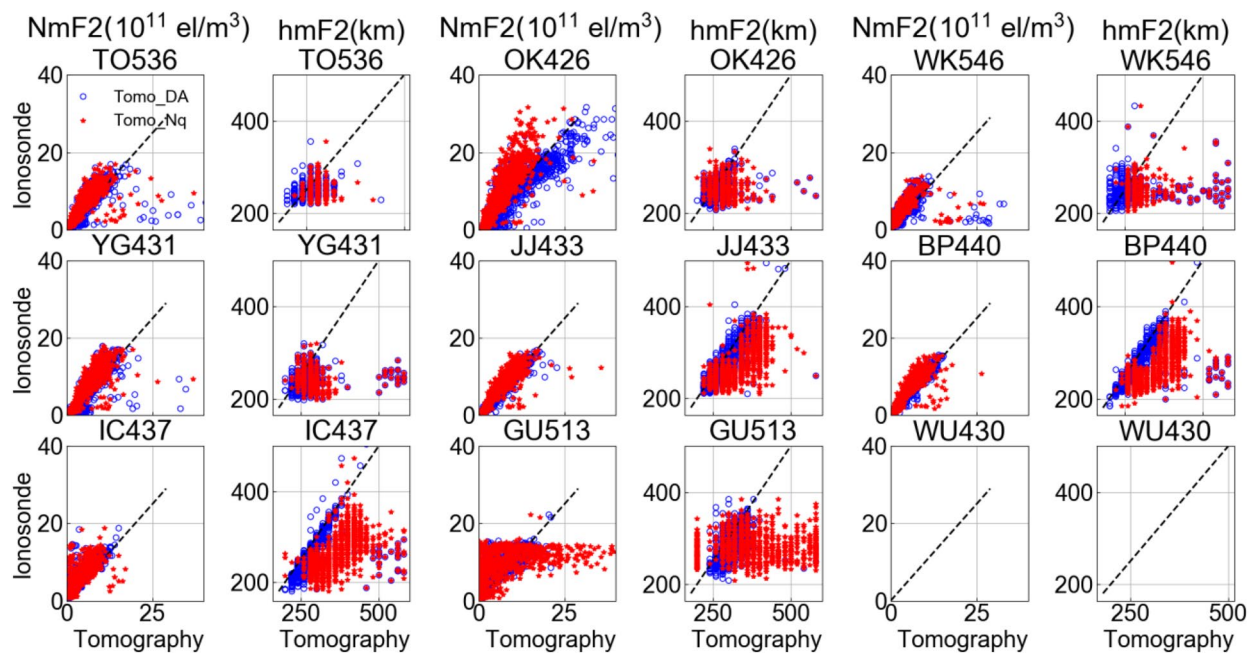 NmF2(10¹¹ el/m³) hmF2(km) NmF2(10¹¹ el/m³) hmF2(km) NmF2(10¹¹ el/m³) hmF2(km)
TO536 TO536 OK426 OK426 WK546 WK546
40 40 40
Tomo_DA
Tomo_Nq
400 400 400
20 20 20
200 200 200
0 0 0
Ionosonde
YG431 YG431 JJ433 JJ433 BP440 BP440
40 40 40
400 400 400
20 20 20
200 200 200
0 0 0
Ionosonde
IC437 IC437 GU513 GU513 WU430 WU430
40 40 40
400 400 400
20 20 20
200 200 200
0 0 0
Ionosonde
0 25 250 500 0 25 250 500 0 25 250 500
Tomography Tomography Tomography Tomography Tomography Tomography